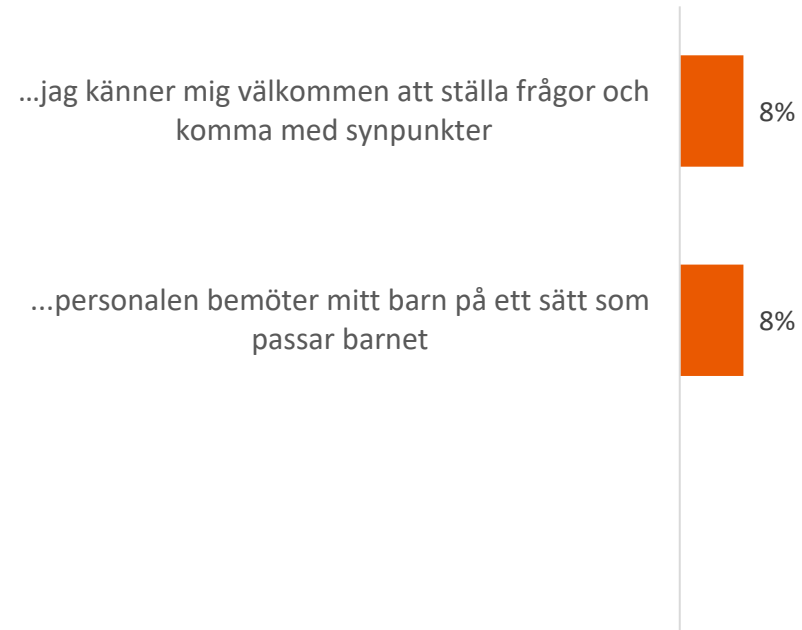 …jag känner mig välkommen att ställa frågor och
komma med synpunkter
8%
...personalen bemöter mitt barn på ett sätt som
passar barnet
8%